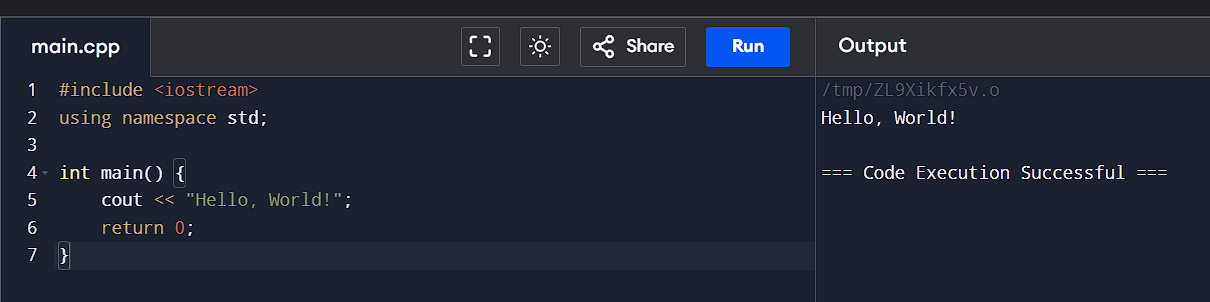 main.cpp
Share
Run
Output
1 #include <iostream>
2 using namespace std;
3
4 int main() {
5     cout << "Hello, World!";
6     return 0;
7 }
/tmp/ZL9Xikfx5v.o
Hello, World!
=== Code Execution Successful ===